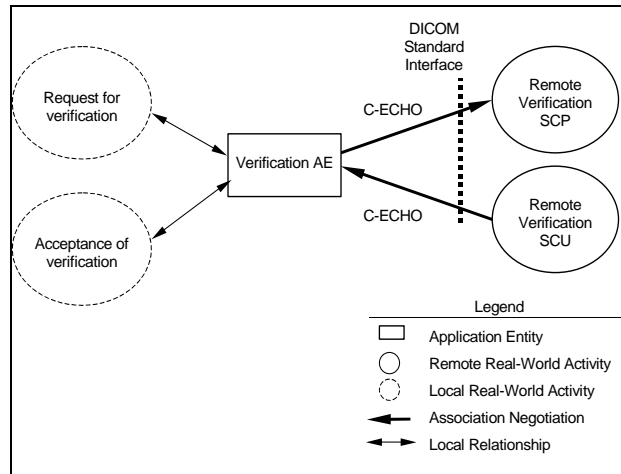 DICOM
Standard
Interface
Request for
verification
C-ECHO
Remote
Verification
SCP
Verification AE
Acceptance of
verification
C-ECHO
Remote
Verification
SCU
Legend
Application Entity
Remote Real-World Activity
Local Real-World Activity
Association Negotiation
Local Relationship